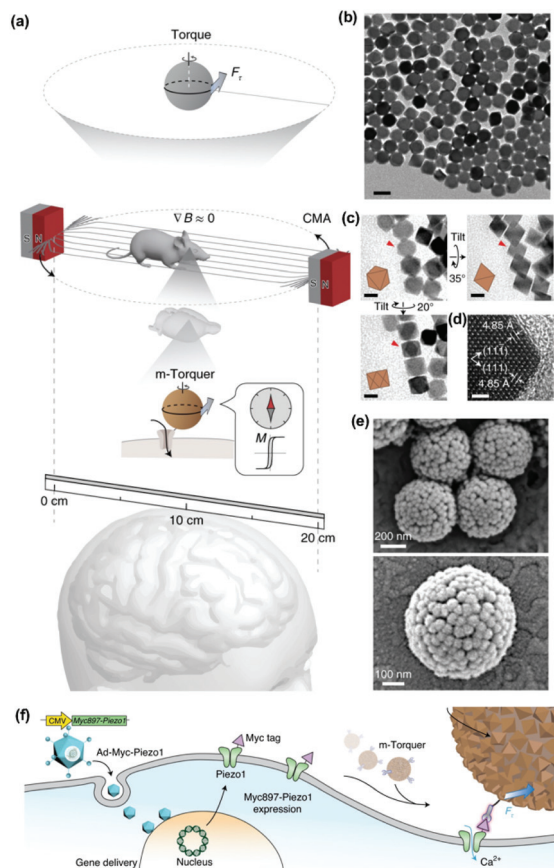 (a)
Torque
Fτ
∇B ≈ 0
CMA
S N
N S
m-Torquer
M
0 cm
10 cm
20 cm
(b)
(c)
Tilt
35°
Tilt 20°
(d)
4.85 Å
(111)
(111)
4.85 Å
(e)
200 nm
100 nm
(f)
CMV Myc897-Piezo1
Ad-Myc-Piezo1
Myc tag
Piezo1
Myc897-Piezo1
expression
m-Torquer
Fτ
Gene delivery
Nucleus
Ca²⁺